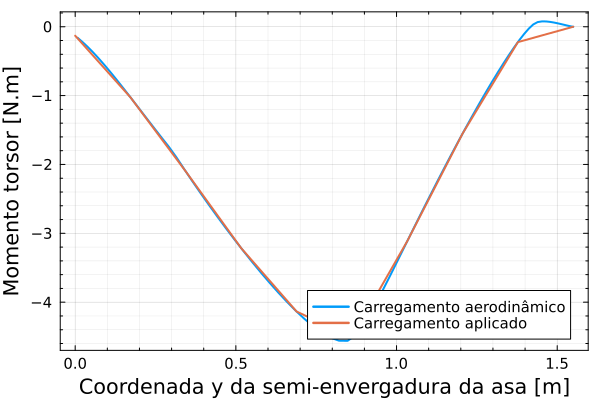 0
−1
−2
−3
−4
Momento torsor [N.m]
Carregamento aerodinâmico
Carregamento aplicado
0.0 0.5 1.0 1.5
Coordenada y da semi-envergadura da asa [m]